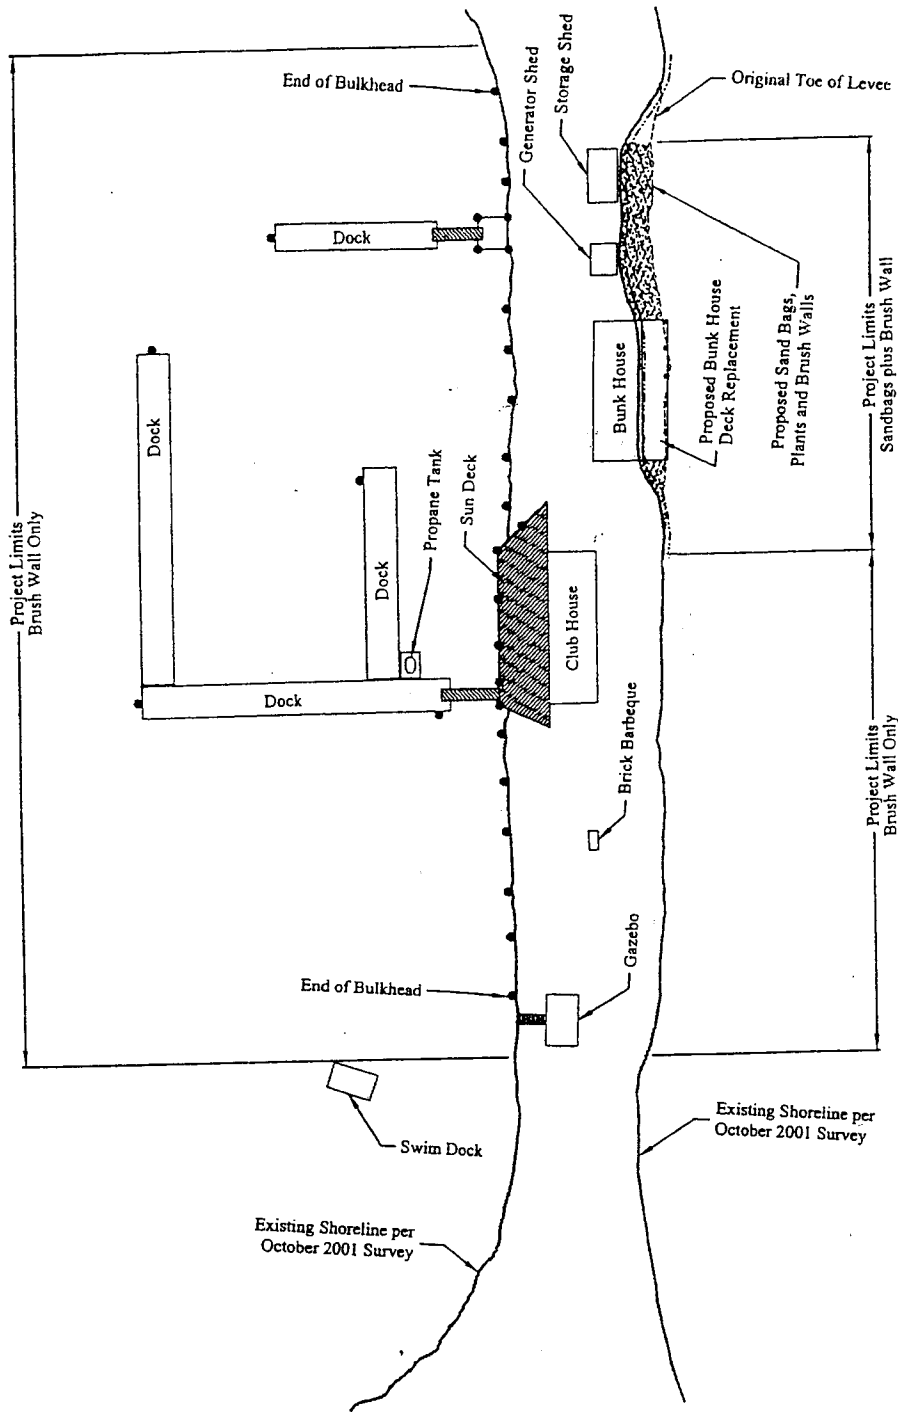 End of Bulkhead
Generator Shed
Storage Shed
Original Toe of Levee
Dock
Project Limits
Brush Wall Only
Dock
Dock
Propane Tank
Sun Deck
Dock
Club House
Bunk House
Proposed Bunk House
Deck Replacement
Proposed Sand Bags,
Plants and Brush Walls
Project Limits
Sandbags plus Brush Wall
Project Limits
Brush Wall Only
Brick Barbeque
Gazebo
End of Bulkhead
Swim Dock
Existing Shoreline per
October 2001 Survey
Existing Shoreline per
October 2001 Survey